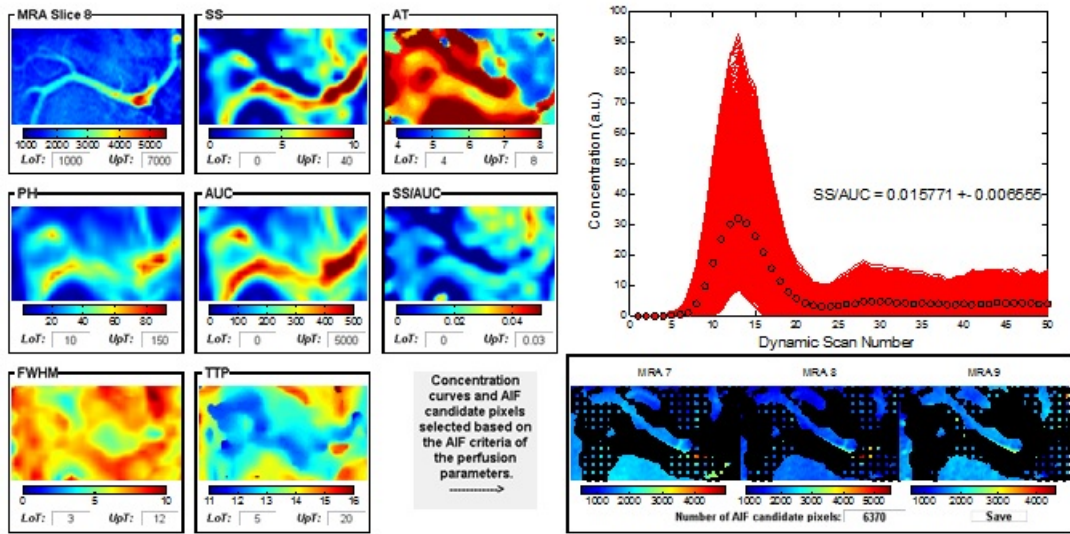 MRA Slice 8
1000 2000 3000 4000 5000
LoT: 1000 UpT: 7000
SS
0 5 10
LoT: 0 UpT: 40
AT
4 5 6 7 8
LoT: 4 UpT: 8
PH
20 40 60 80
LoT: 10 UpT: 150
AUC
0 100 200 300 400 500
LoT: 0 UpT: 5000
SS/AUC
0 0.02 0.04
LoT: 0 UpT: 0.03
FWHM
0 5 10
LoT: 3 UpT: 12
TTP
11 12 13 14 15 16
LoT: 5 UpT: 20
Concentration
curves and AIF
candidate pixels
selected based on
the AIF criteria of
the perfusion
parameters.
------------>
100
90
80
70
60
50
40
30
20
10
0
Concentration (a.u.)
SS/AUC = 0.015771 +- 0.006555
0 5 10 15 20 25 30 35 40 45 50
Dynamic Scan Number
MRA 7 MRA 8 MRA 9
1000 2000 3000 4000
1000 2000 3000 4000 5000
1000 2000 3000 4000
Number of AIF candidate pixels: 6370 Save